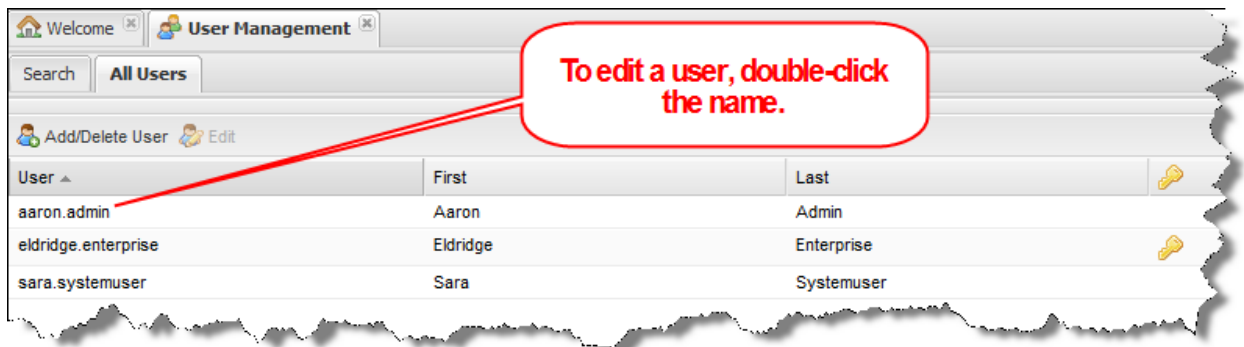 Welcome User Management
Search All Users
To edit a user, double-click
the name.
Add/Delete User Edit
User First Last
aaron.admin Aaron Admin
eldridge.enterprise Eldridge Enterprise
sara.systemuser Sara Systemuser